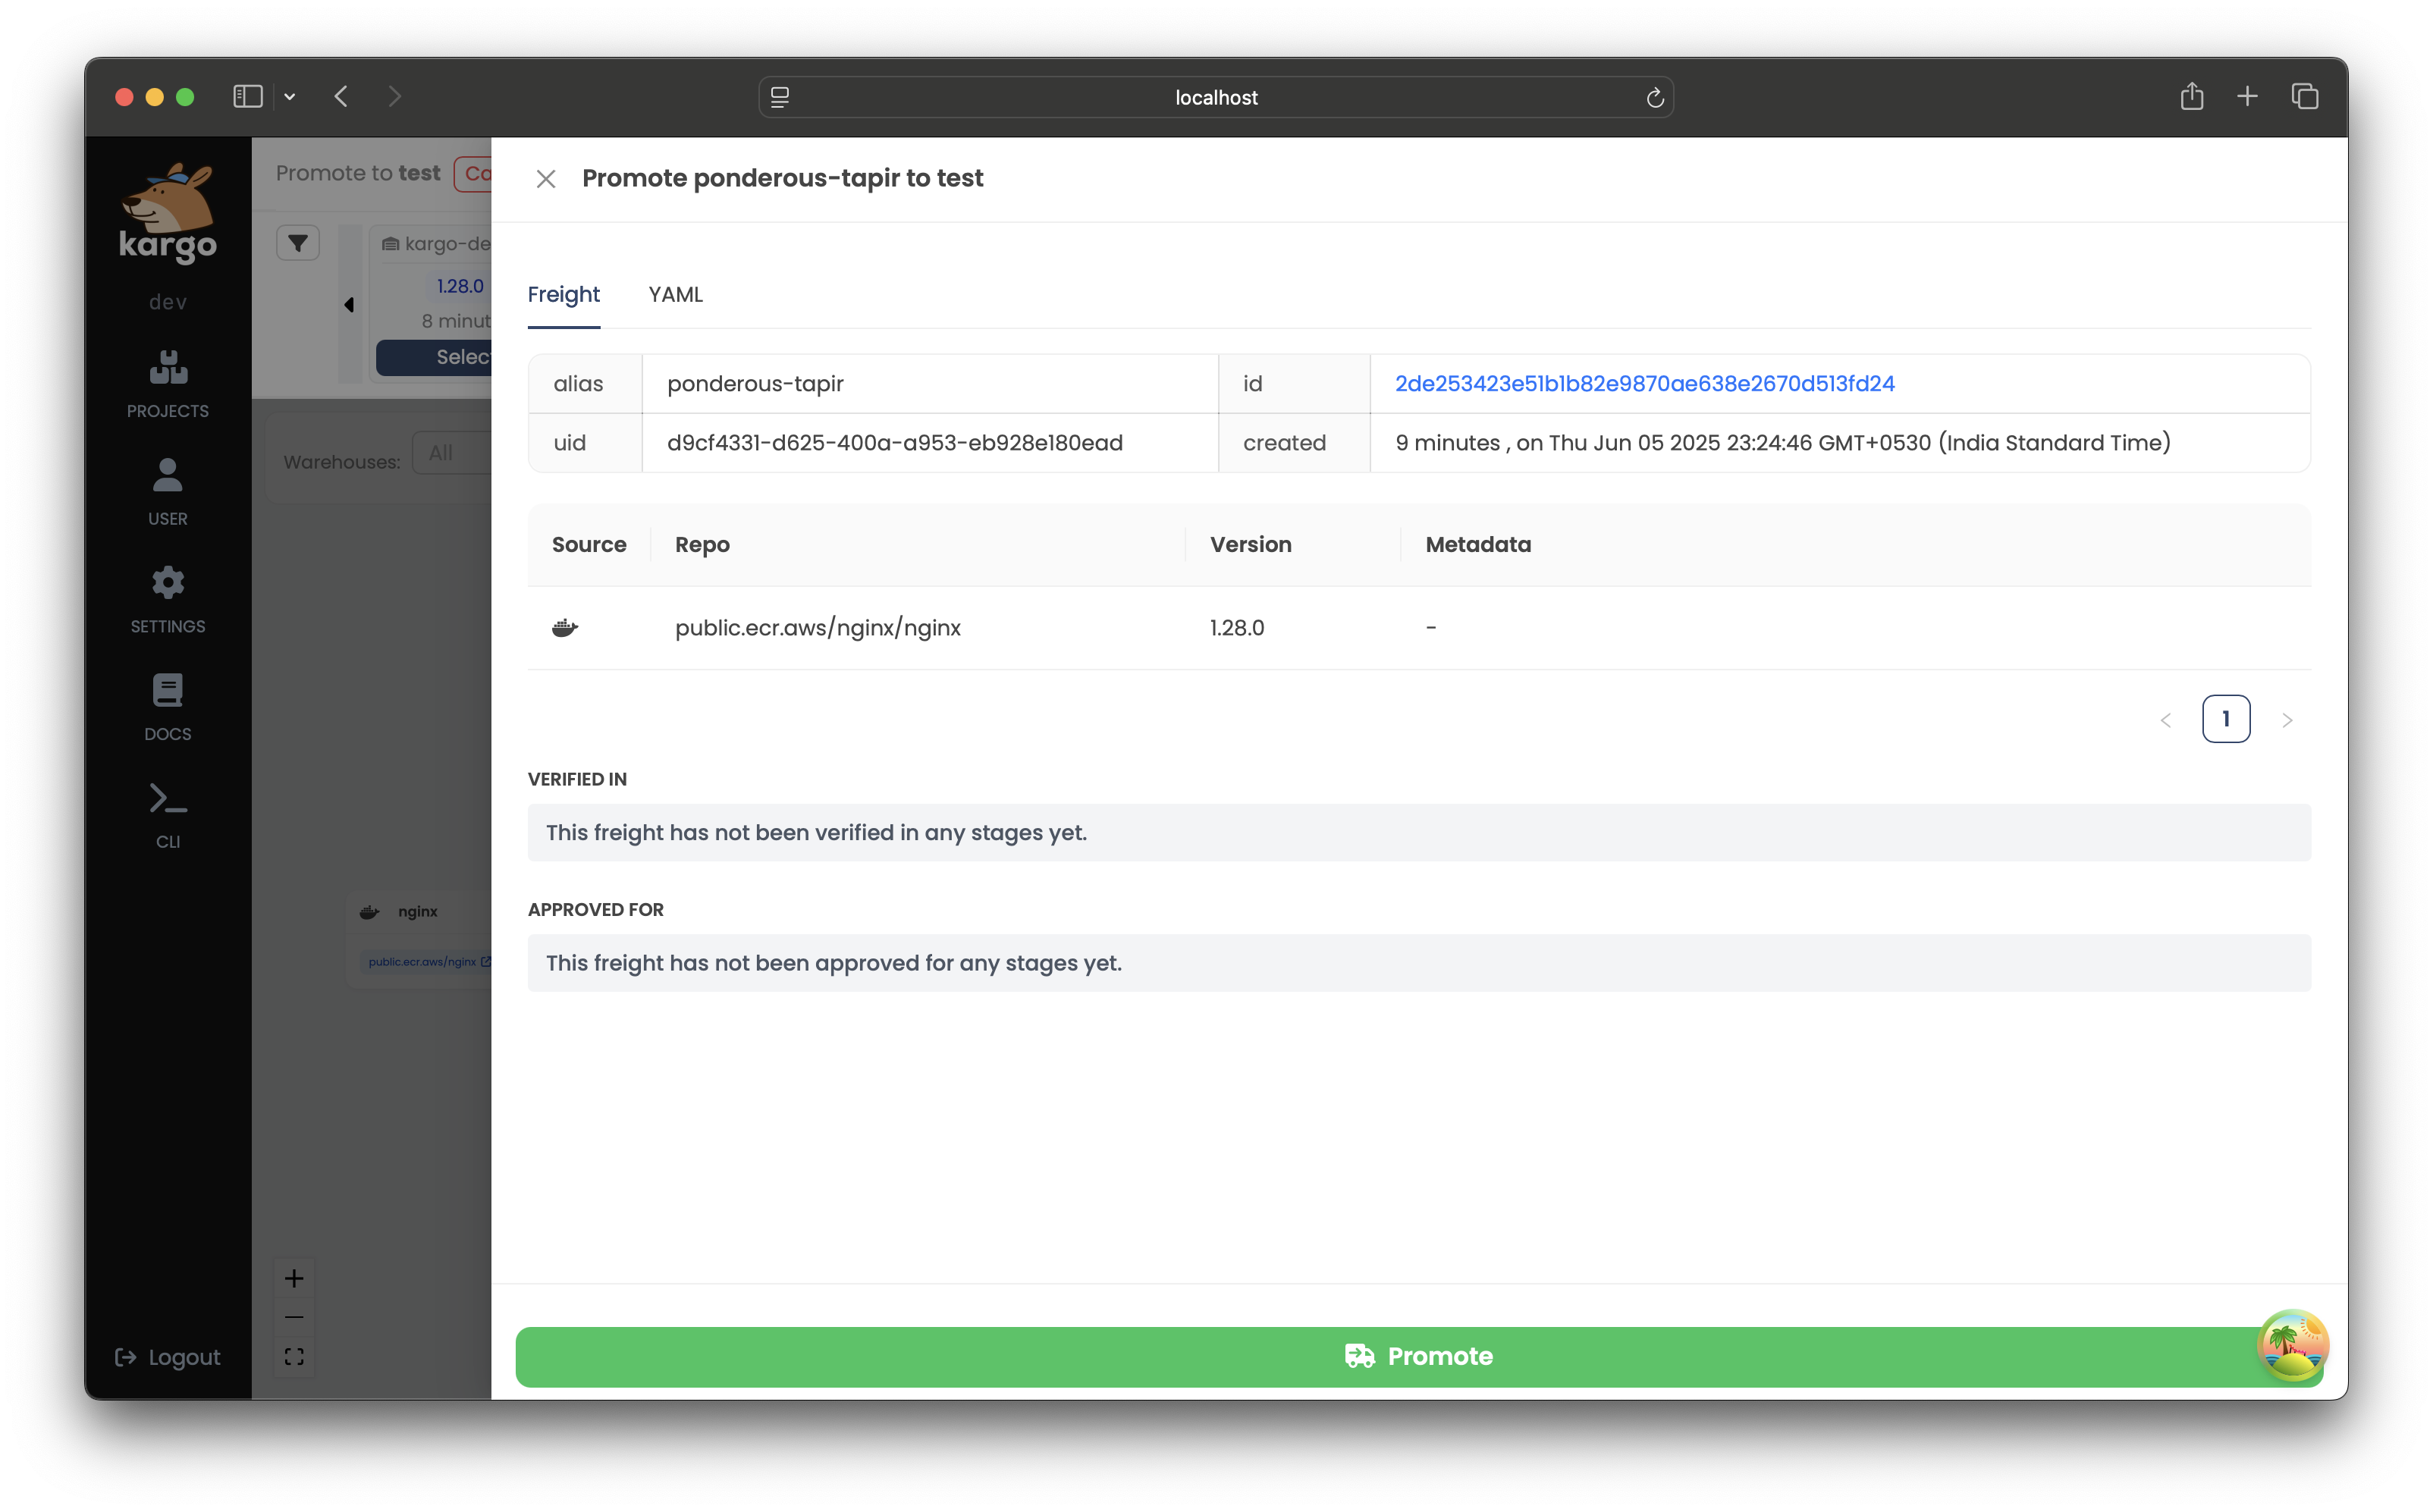 localhost
kargo
dev
PROJECTS
USER
SETTINGS
DOCS
CLI
Logout
Promote to test
kargo-de
1.28.0
8 minut
Select
Warehouses: All
nginx
public.ecr.aws/nginx
Promote ponderous-tapir to test
Freight YAML
alias ponderous-tapir id 2de253423e51b1b82e9870ae638e2670d513fd24
uid d9cf4331-d625-400a-a953-eb928e180ead created 9 minutes , on Thu Jun 05 2025 23:24:46 GMT+0530 (India Standard Time)
Source Repo Version Metadata
public.ecr.aws/nginx/nginx 1.28.0 -
1
VERIFIED IN
This freight has not been verified in any stages yet.
APPROVED FOR
This freight has not been approved for any stages yet.
Promote